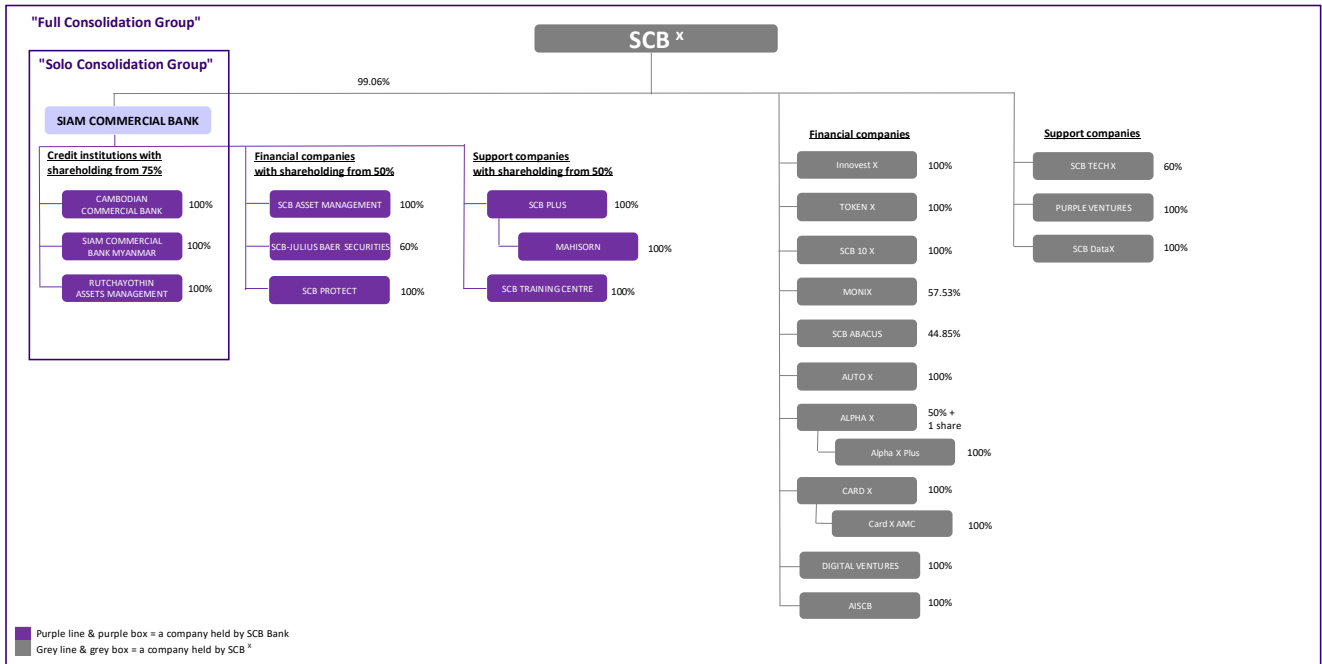 "Full Consolidation Group"
SCB X
"Solo Consolidation Group"
99.06%
SIAM COMMERCIAL BANK
Credit institutions with
shareholding from 75%
CAMBODIAN
COMMERCIAL BANK
100%
SIAM COMMERCIAL
BANK MYANMAR
100%
RUTCHAYOTHIN
ASSETS MANAGEMENT
100%
Financial companies
with shareholding from 50%
SCB ASSET MANAGEMENT
100%
SCB-JULIUS BAER SECURITIES
60%
SCB PROTECT
100%
Support companies
with shareholding from 50%
SCB PLUS
100%
MAHISORN
100%
SCB TRAINING CENTRE
100%
Financial companies
Innovest X
100%
TOKEN X
100%
SCB 10 X
100%
MONIX
57.53%
SCB ABACUS
44.85%
AUTO X
100%
ALPHA X
50% +
1 share
Alpha X Plus
100%
CARD X
100%
Card X AMC
100%
DIGITAL VENTURES
100%
AISCB
100%
Support companies
SCB TECH X
60%
PURPLE VENTURES
100%
SCB DataX
100%
Purple line & purple box = a company held by SCB Bank
Grey line & grey box = a company held by SCB X